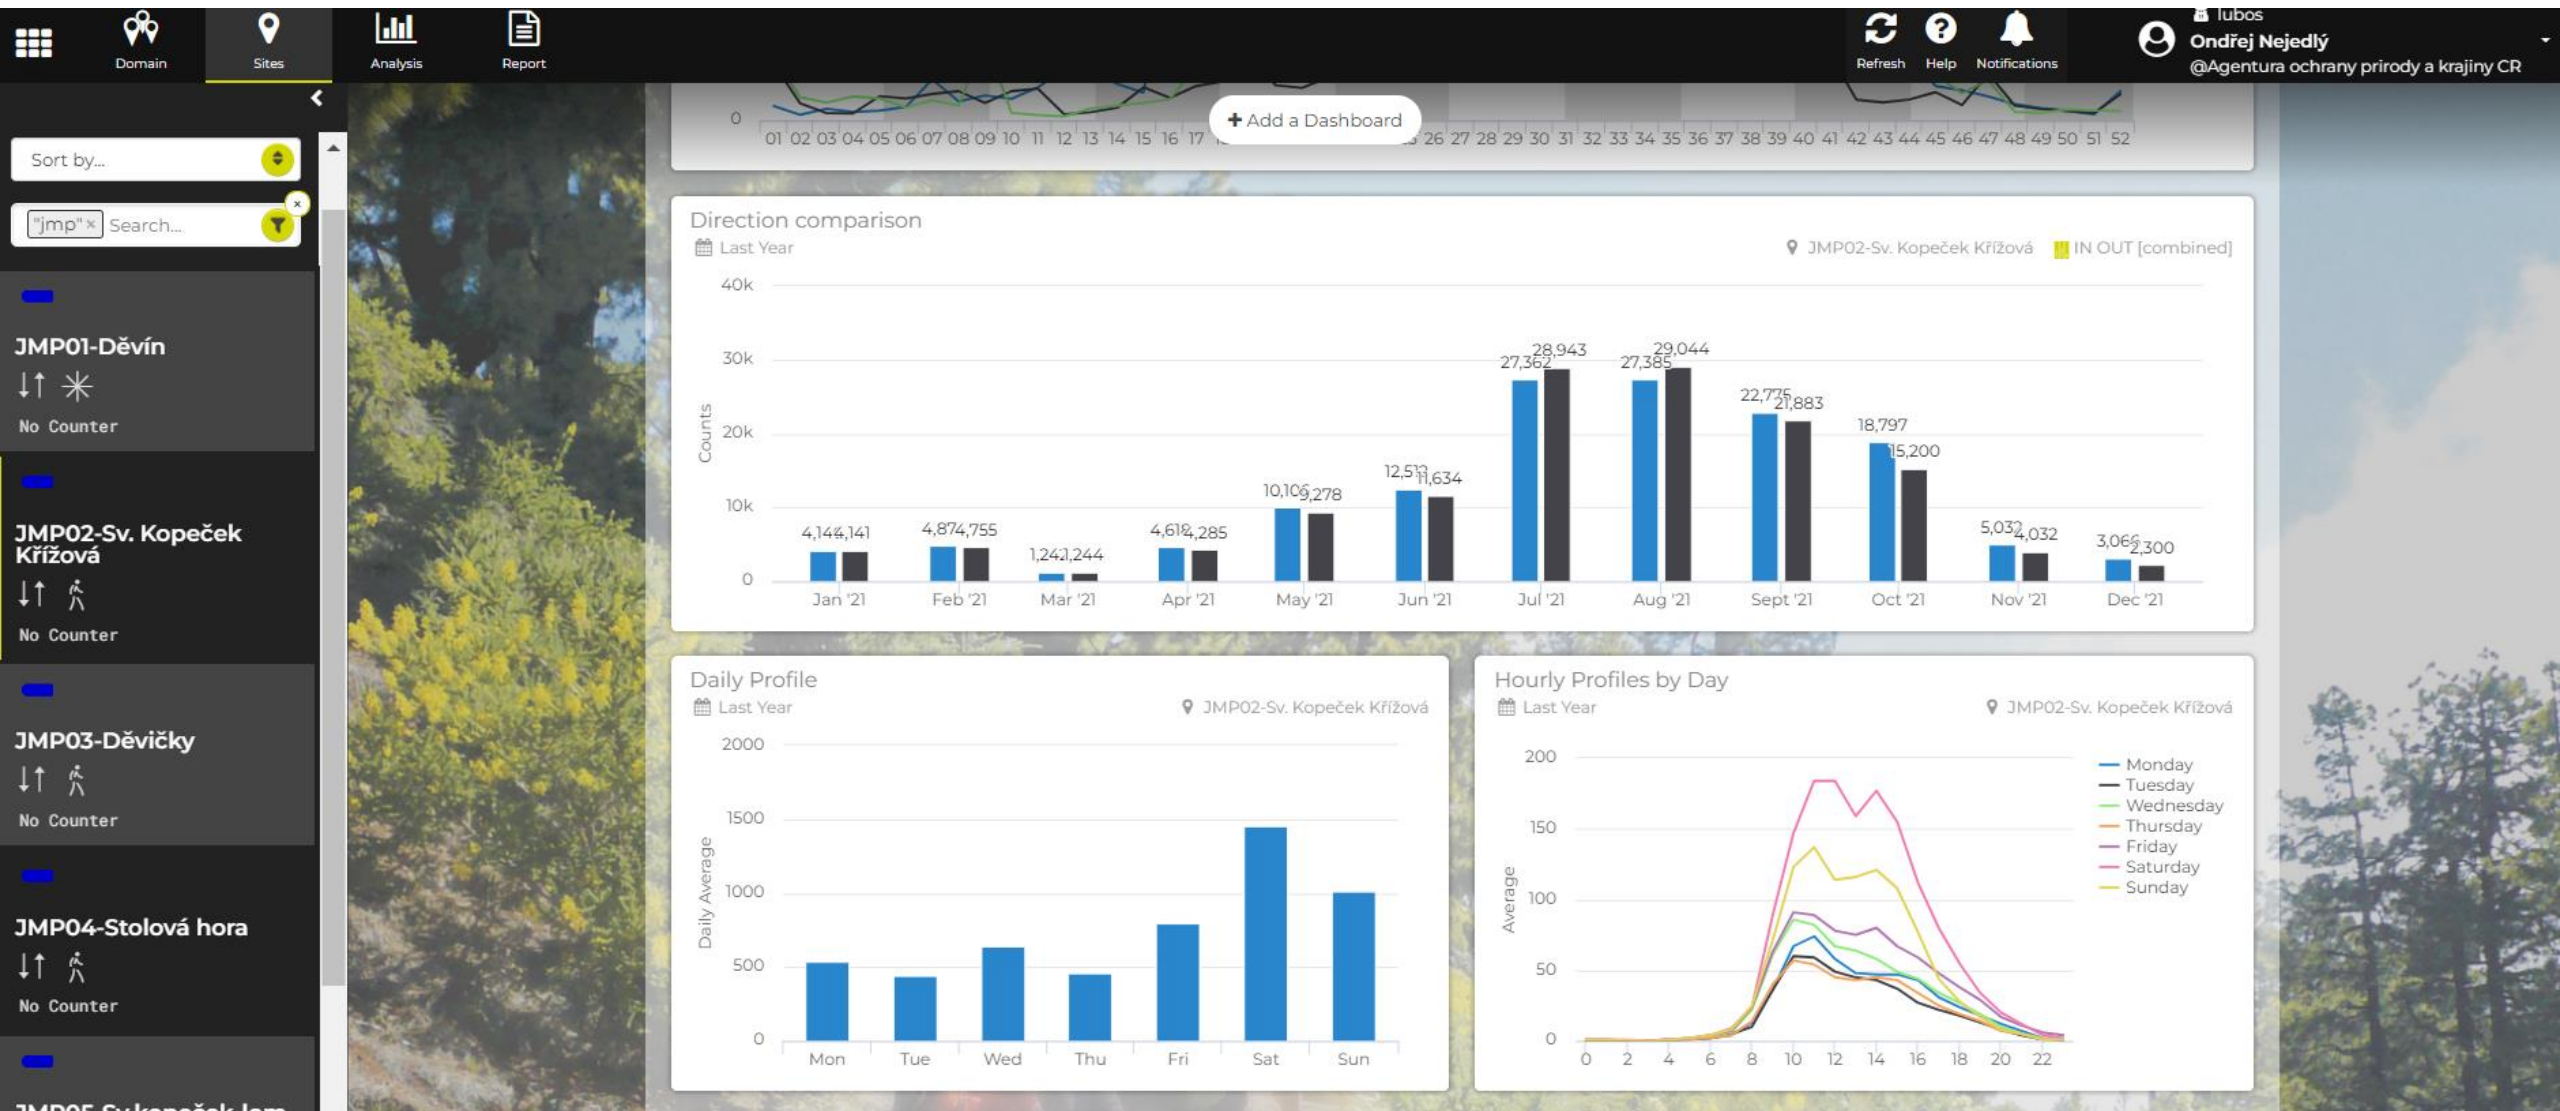 Domain
Sites
Analysis
Report
Refresh
Help
Notifications
lubos
Ondřej Nejedlý
@Agentura ochrany prirody a krajiny CR
Sort by...
"jmp" × Search...
JMP01-Děvín
No Counter
JMP02-Sv. Kopeček
Křížová
No Counter
JMP03-Děvičky
No Counter
JMP04-Stolová hora
No Counter
+ Add a Dashboard
0
01 02 03 04 05 06 07 08 09 10 11 12 13 14 15 16 17 26 27 28 29 30 31 32 33 34 35 36 37 38 39 40 41 42 43 44 45 46 47 48 49 50 51 52
Direction comparison
Last Year
JMP02-Sv. Kopeček Křížová IN OUT [combined]
40k
30k
20k
10k
0
Counts
4,141
4,755
1,244
4,285
9,278
11,634
27,362
28,943
27,385
29,044
22,775
21,883
18,797
15,200
5,032
4,032
2,300
Jan '21 Feb '21 Mar '21 Apr '21 May '21 Jun '21 Jul '21 Aug '21 Sept '21 Oct '21 Nov '21 Dec '21
Daily Profile
Last Year
JMP02-Sv. Kopeček Křížová
2000
1500
1000
500
0
Daily Average
Mon Tue Wed Thu Fri Sat Sun
Hourly Profiles by Day
Last Year
JMP02-Sv. Kopeček Křížová
200
150
100
50
0
Average
0 2 4 6 8 10 12 14 16 18 20 22
Monday
Tuesday
Wednesday
Thursday
Friday
Saturday
Sunday